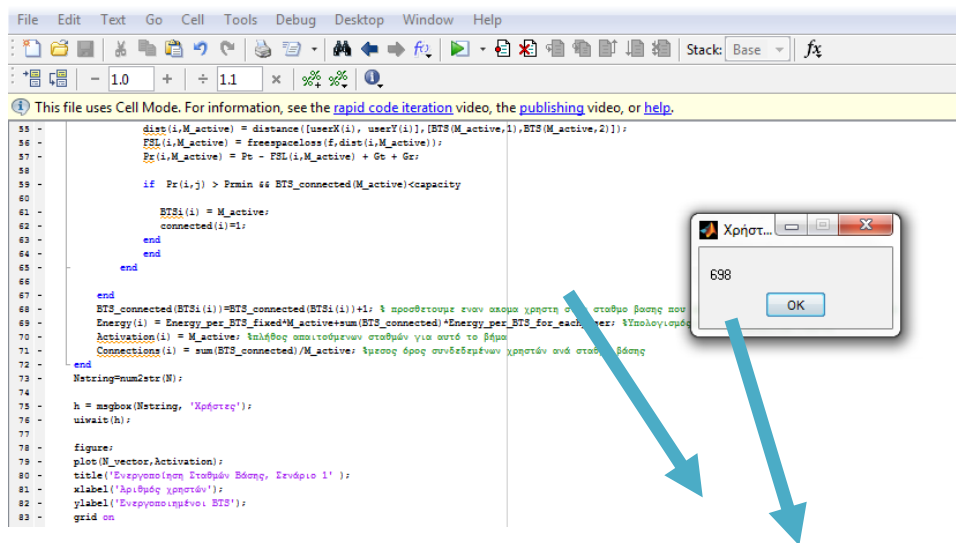 File Edit Text Go Cell Tools Debug Desktop Window Help
Stack: Base fx
− 1.0 + ÷ 1.1 ×
This file uses Cell Mode. For information, see the rapid code iteration video, the publishing video, or help.
55 - dist(i,M_active) = distance([userX(i), userY(i)],[BTS(M_active,1),BTS(M_active,2)]);
56 - FSL(i,M_active) = freespaceloss(f,dist(i,M_active));
57 - Pr(i,M_active) = Pt - FSL(i,M_active) + Gt + Gr;
58
59 - if Pr(i,j) > Prmin && BTS_connected(M_active)<capacity
60
61 - BTSi(i) = M_active;
62 - connected(i)=1;
63 - end
64 - end
65 - end
66
67 - end
68 - BTS_connected(BTSi(i))=BTS_connected(BTSi(i))+1; % προσθετουμε εναν ακομα χρηστη σ σταθμο βασης που
69 - Energy(i) = Energy_per_BTS_fixed*M_active+sum(BTS_connected)*Energy_per_BTS_for_each ser; %Υπολογισμός
70 - Activation(i) = M_active; %πλήθος απαιτούμενων σταθμών για αυτό το βήμα
71 - Connections(i) = sum(BTS_connected)/M_active; %μεσος όρος συνδεδεμένων χρηστών ανά σταθ βάσης
72 - end
73 - Nstring=num2str(N);
74
75 - h = msgbox(Nstring, 'Χρήστες');
76 - uiwait(h);
77
78 - figure;
79 - plot(N_vector,Activation);
80 - title('Ενεργοποίηση Σταθμών Βάσης, Σενάριο 1' );
81 - xlabel('Αριθμός χρηστών');
82 - ylabel('Ενεργοποιημένοι BTS');
83 - grid on
Χρήστ...
698
OK